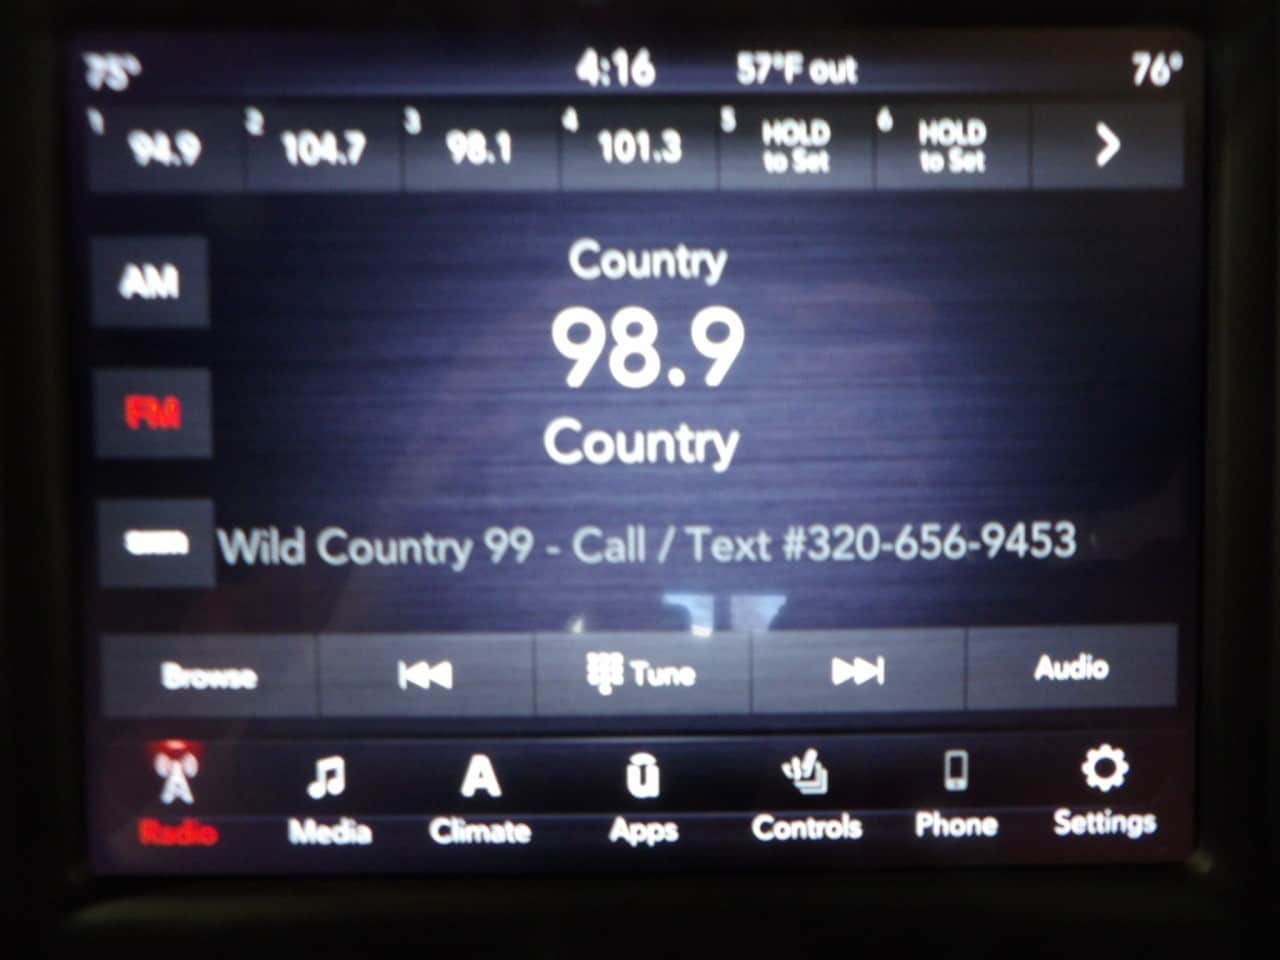 75° 4:16 57°F out 76°
1 94.9 2 104.7 3 98.1 4 101.3 5 HOLD to Set 6 HOLD to Set
AM
Country
98.9
FM
Country
Wild Country 99 - Call / Text #320-656-9453
Browse Tune Audio
Radio Media Climate Apps Controls Phone Settings